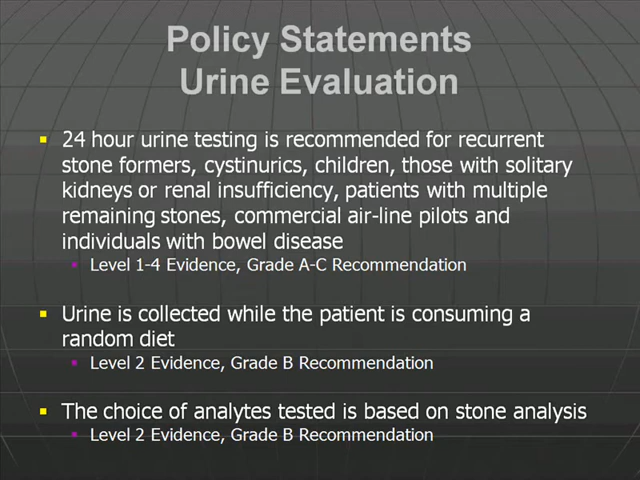 Policy Statements
Urine Evaluation
24 hour urine testing is recommended for recurrent
stone formers, cystinurics, children, those with solitary
kidneys or renal insufficiency, patients with multiple
remaining stones, commercial air-line pilots and
individuals with bowel disease
Level 1-4 Evidence, Grade A-C Recommendation
Urine is collected while the patient is consuming a
random diet
Level 2 Evidence, Grade B Recommendation
The choice of analytes tested is based on stone analysis
Level 2 Evidence, Grade B Recommendation